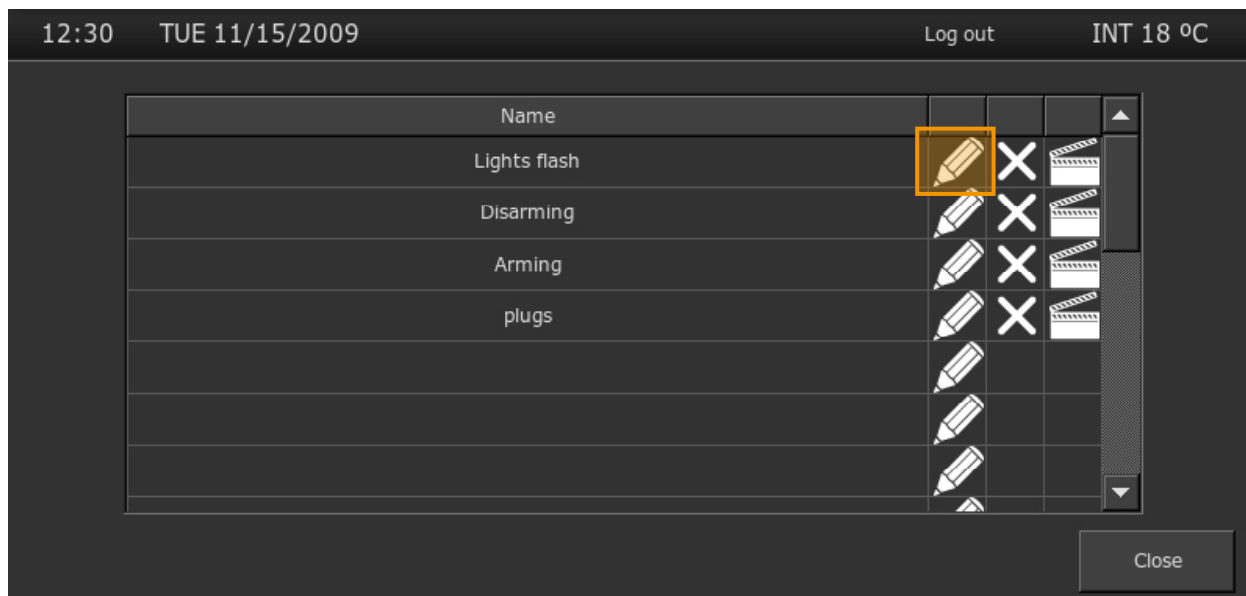 12:30 TUE 11/15/2009 Log out INT 18 ºC
Name
Lights flash
Disarming
Arming
plugs
Close